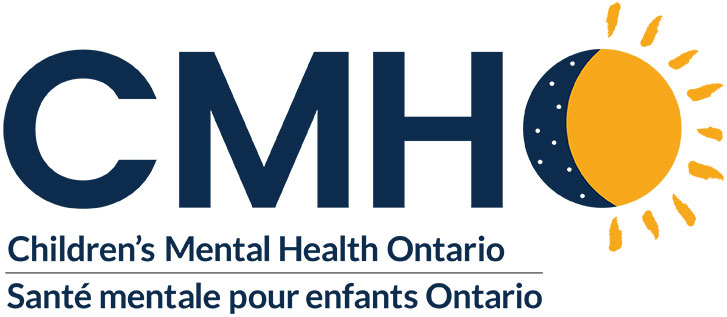 CMHO
Children's Mental Health Ontario
Santé mentale pour enfants Ontario